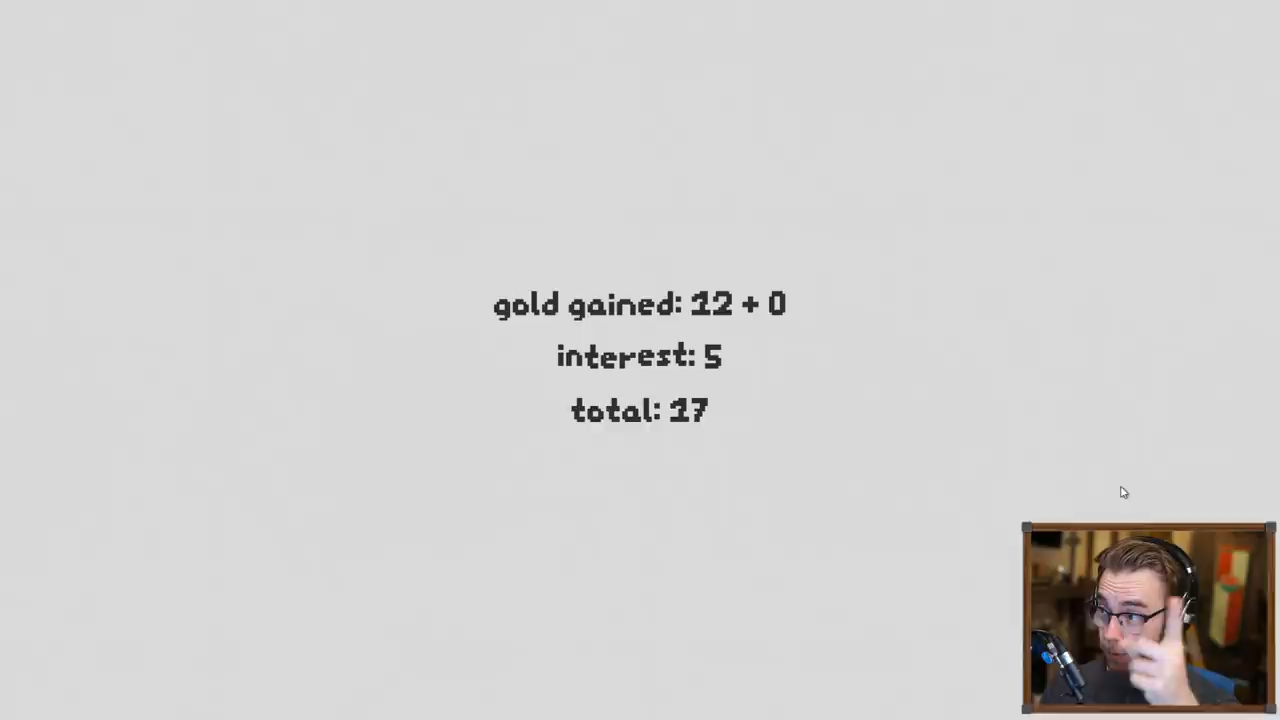 gold gained: 12 + 0
interest: 5
total: 17